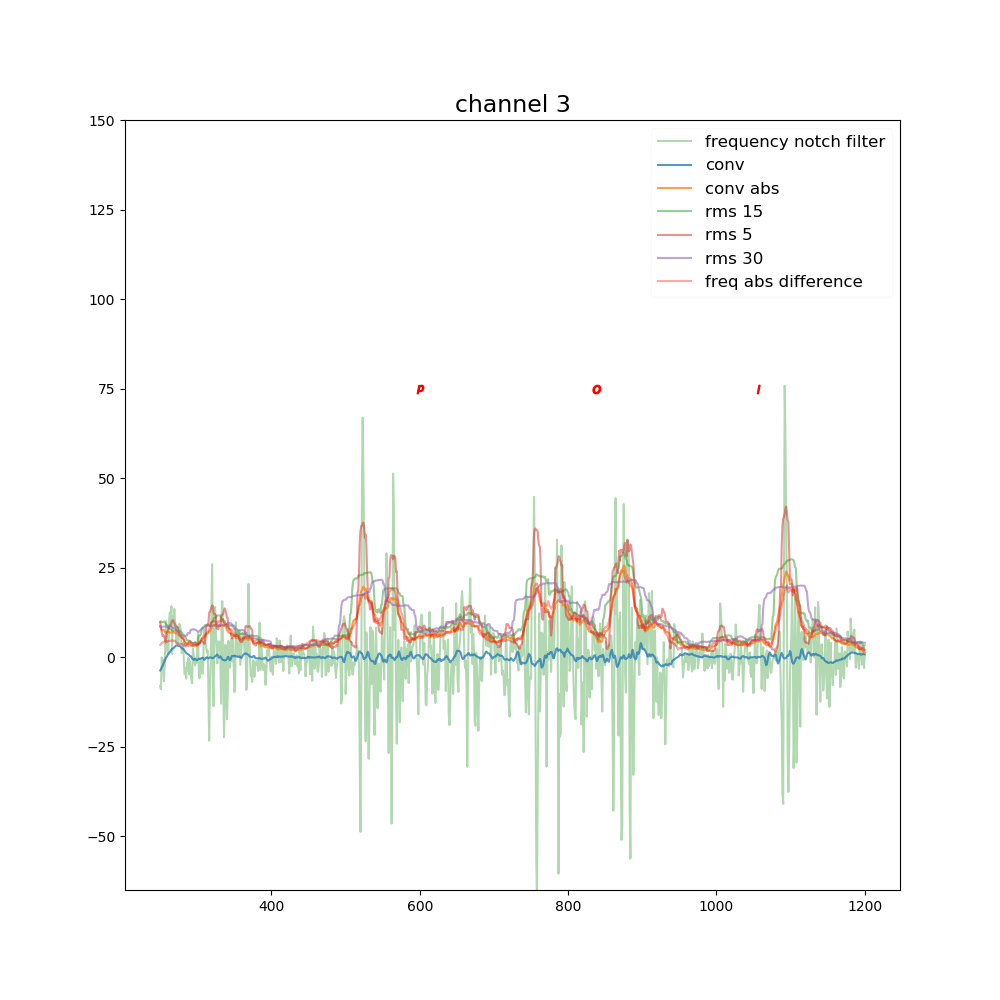 channel 3
150
125
100
75
50
25
0
−25
−50
frequency notch filter
conv
conv abs
rms 15
rms 5
rms 30
freq abs difference
P O I
400 600 800 1000 1200